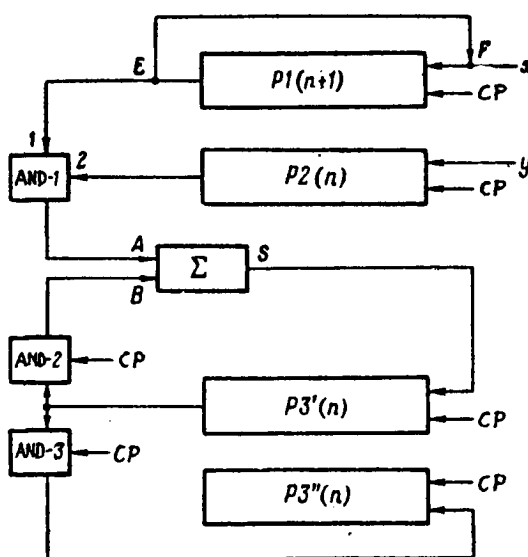 E
F
P1(n+1)
CP
1
2
AND-1
P2(n)
y
CP
A
Σ
S
B
AND-2
CP
P3'(n)
CP
AND-3
CP
P3"(n)
CP